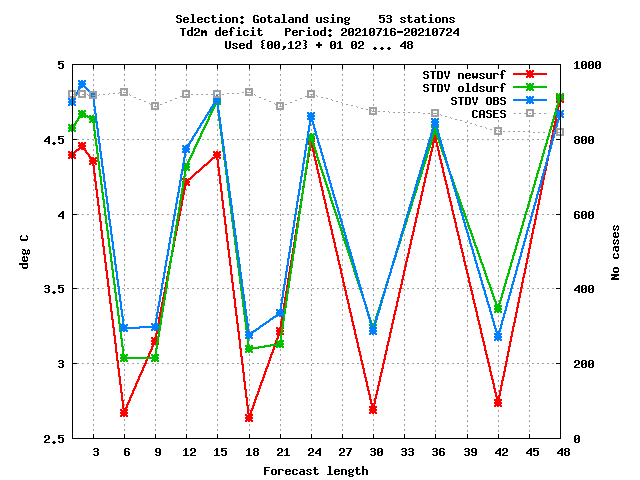 Selection: Gotaland using    53 stations
Td2m deficit   Period: 20210716-20210724
Used {00,12} + 01 02 ... 48
STDV newsurf
STDV oldsurf
STDV OBS
CASES
5
4.5
4
3.5
3
2.5
deg C
1000
800
600
400
200
0
No cases
3 6 9 12 15 18 21 24 27 30 33 36 39 42 45 48
Forecast length